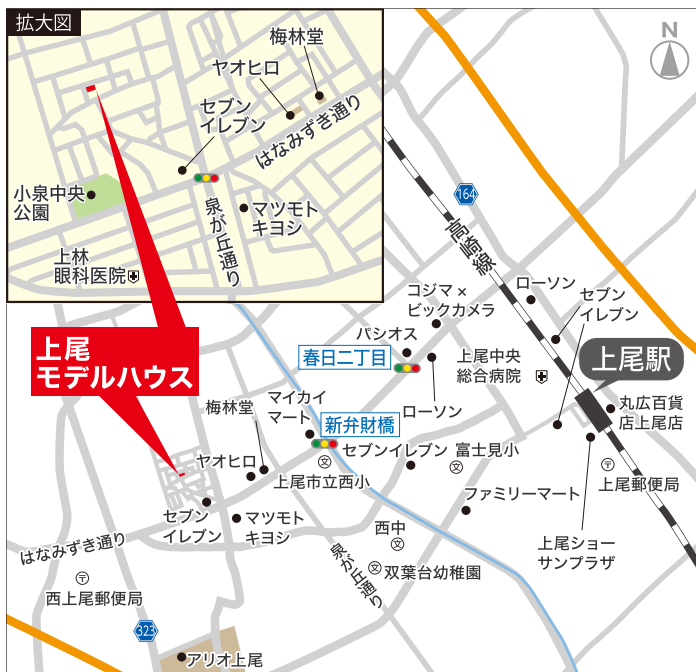 拡大図
梅林堂
ヤオヒロ
セブン
イレブン
はなみずき通り
小泉中央
公園
マツモト
キヨシ
泉が丘通り
上林
眼科医院
N
164
高崎線
コジマ×
ビックカメラ
ローソン
セブン
イレブン
パシオス
春日二丁目
上尾中央
総合病院
上尾駅
上尾
モデルハウス
ローソン
丸広百貨
店上尾店
梅林堂
マイカイ
マート
新弁財橋
セブンイレブン
富士見小
ヤオヒロ
文
上尾市立西小
文
〒
上尾郵便局
ファミリーマート
セブン
イレブン
マツモト
キヨシ
はなみずき通り
西中
文
上尾ショー
サンプラザ
泉が丘通り
文
双葉台幼稚園
〒
西上尾郵便局
323
アリオ上尾